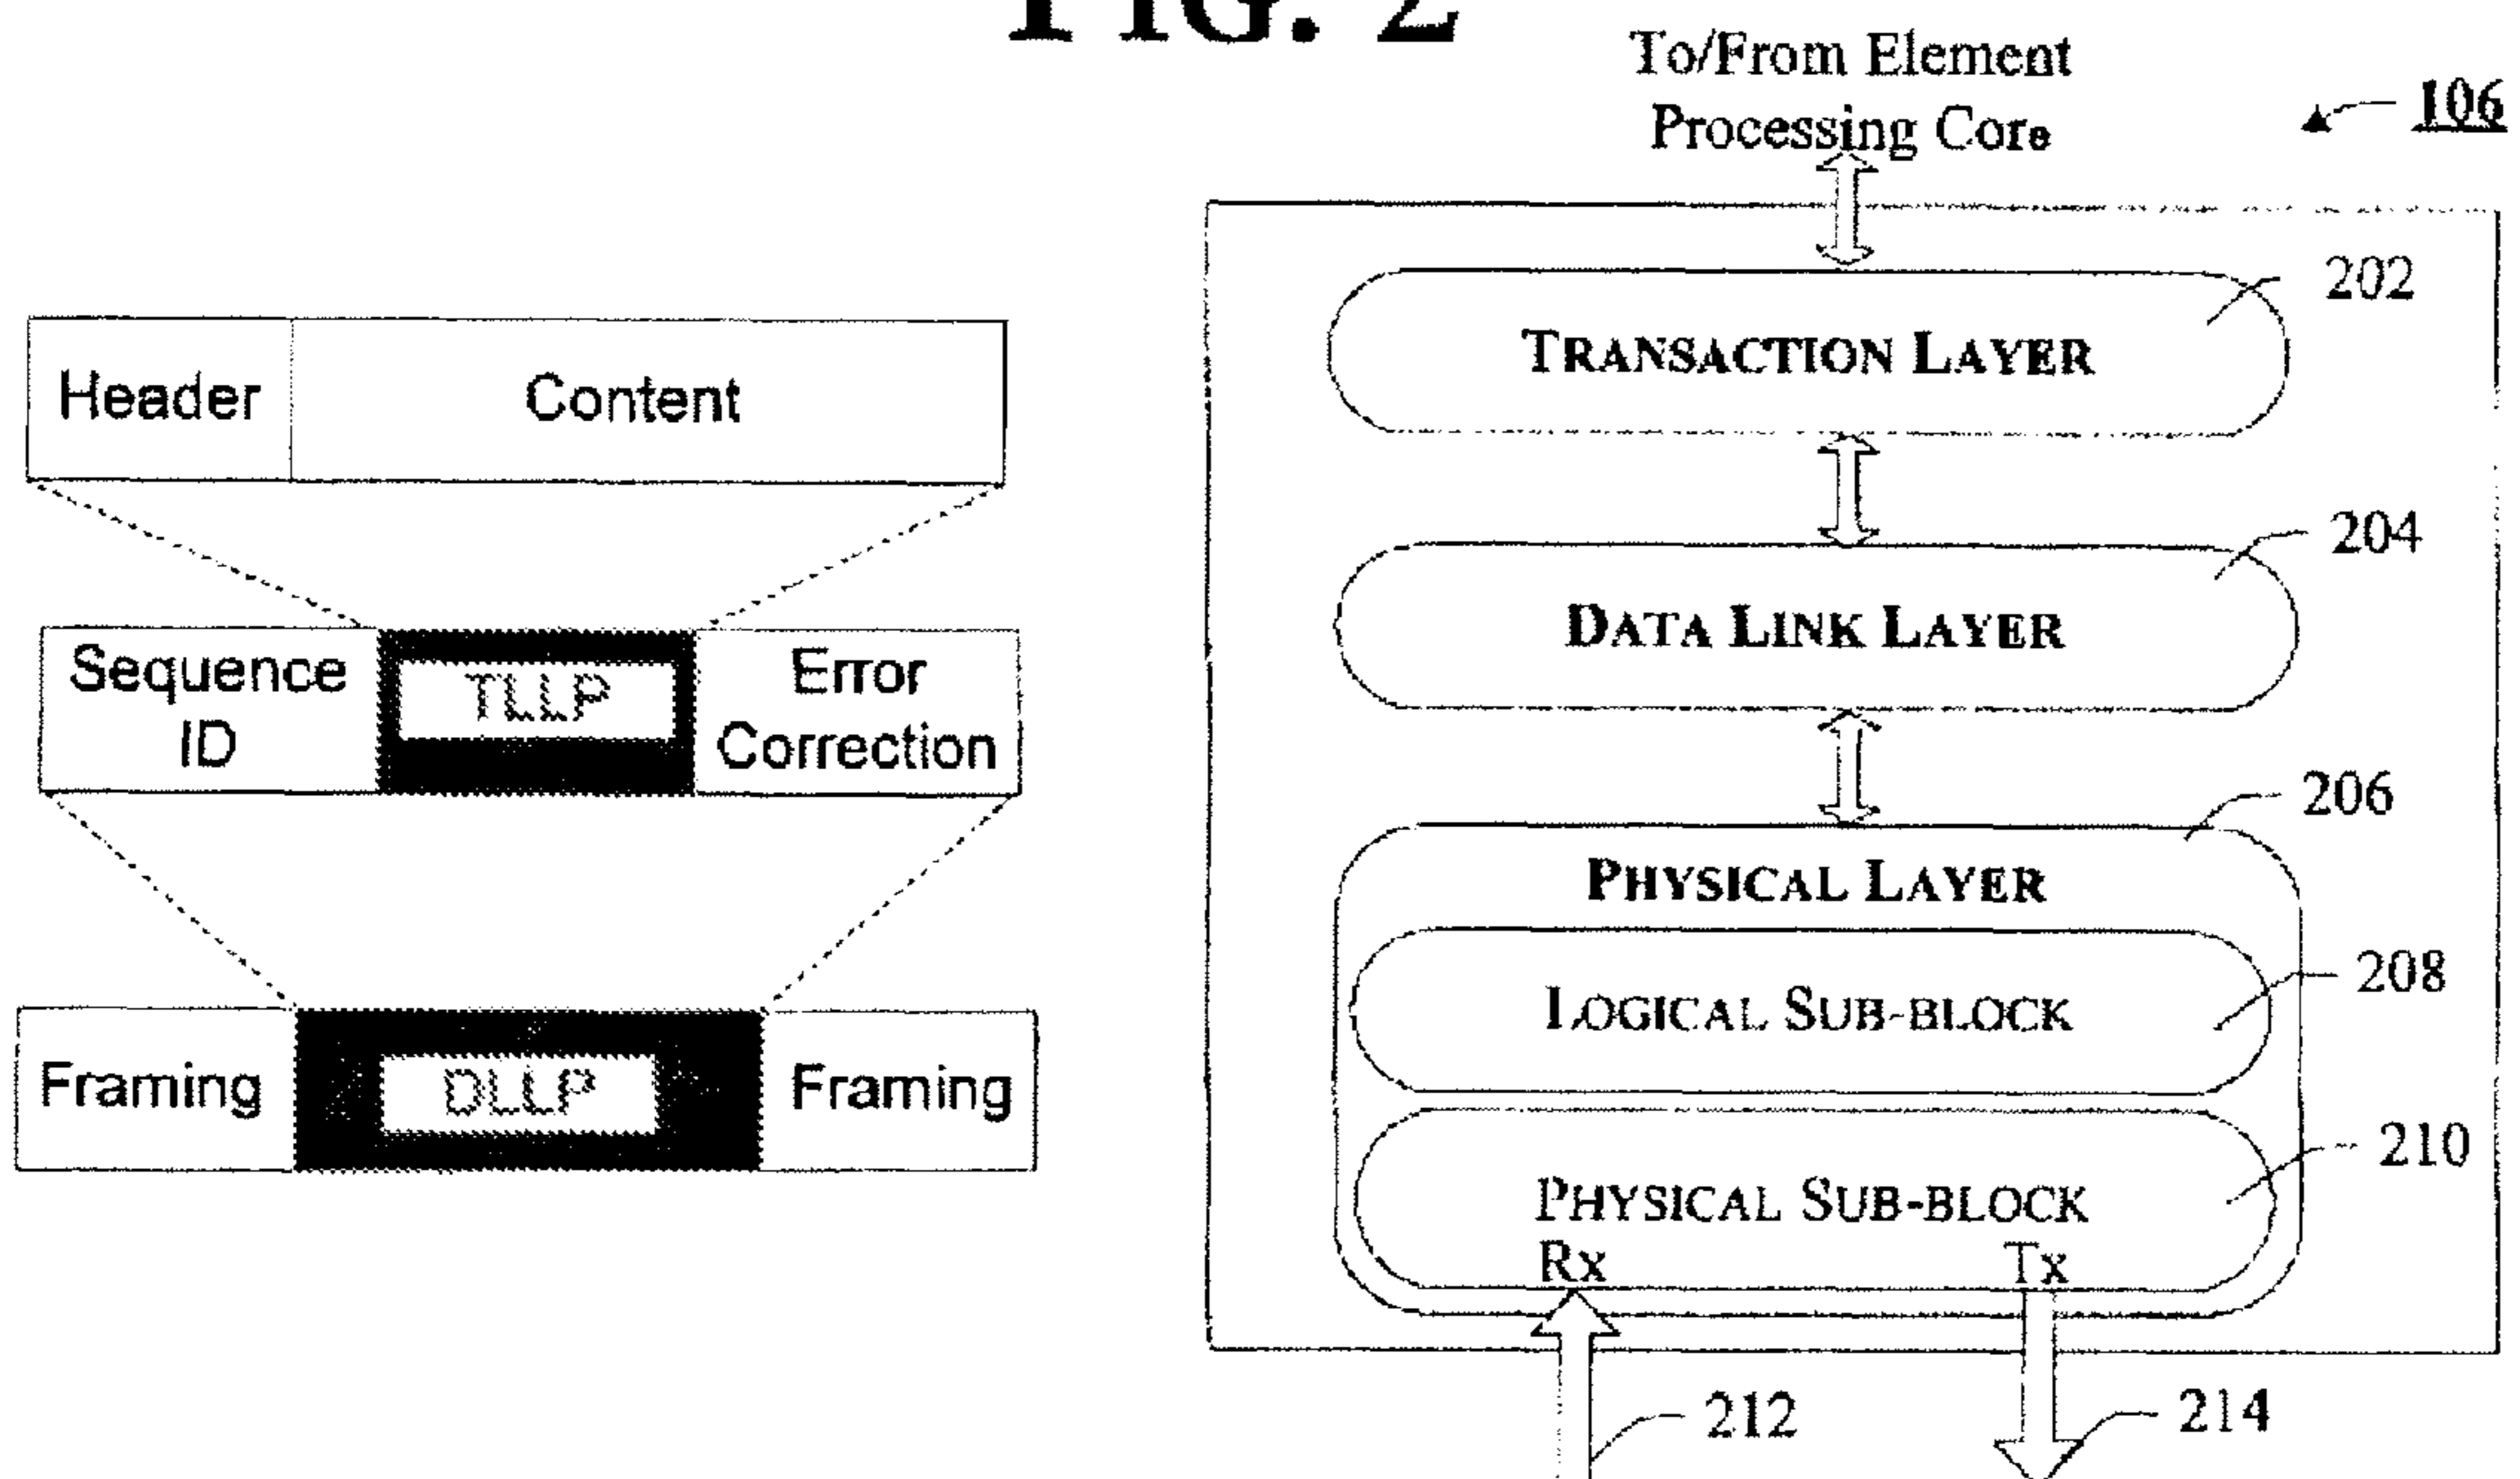 FIG. 2
To/From Element
Processing Core
106
202
TRANSACTION LAYER
Header Content
204
DATA LINK LAYER
Sequence
ID
TLLP
Error
Correction
206
PHYSICAL LAYER
208
LOGICAL SUB-BLOCK
Framing DLLP Framing
210
PHYSICAL SUB-BLOCK
Rx Tx
212 214